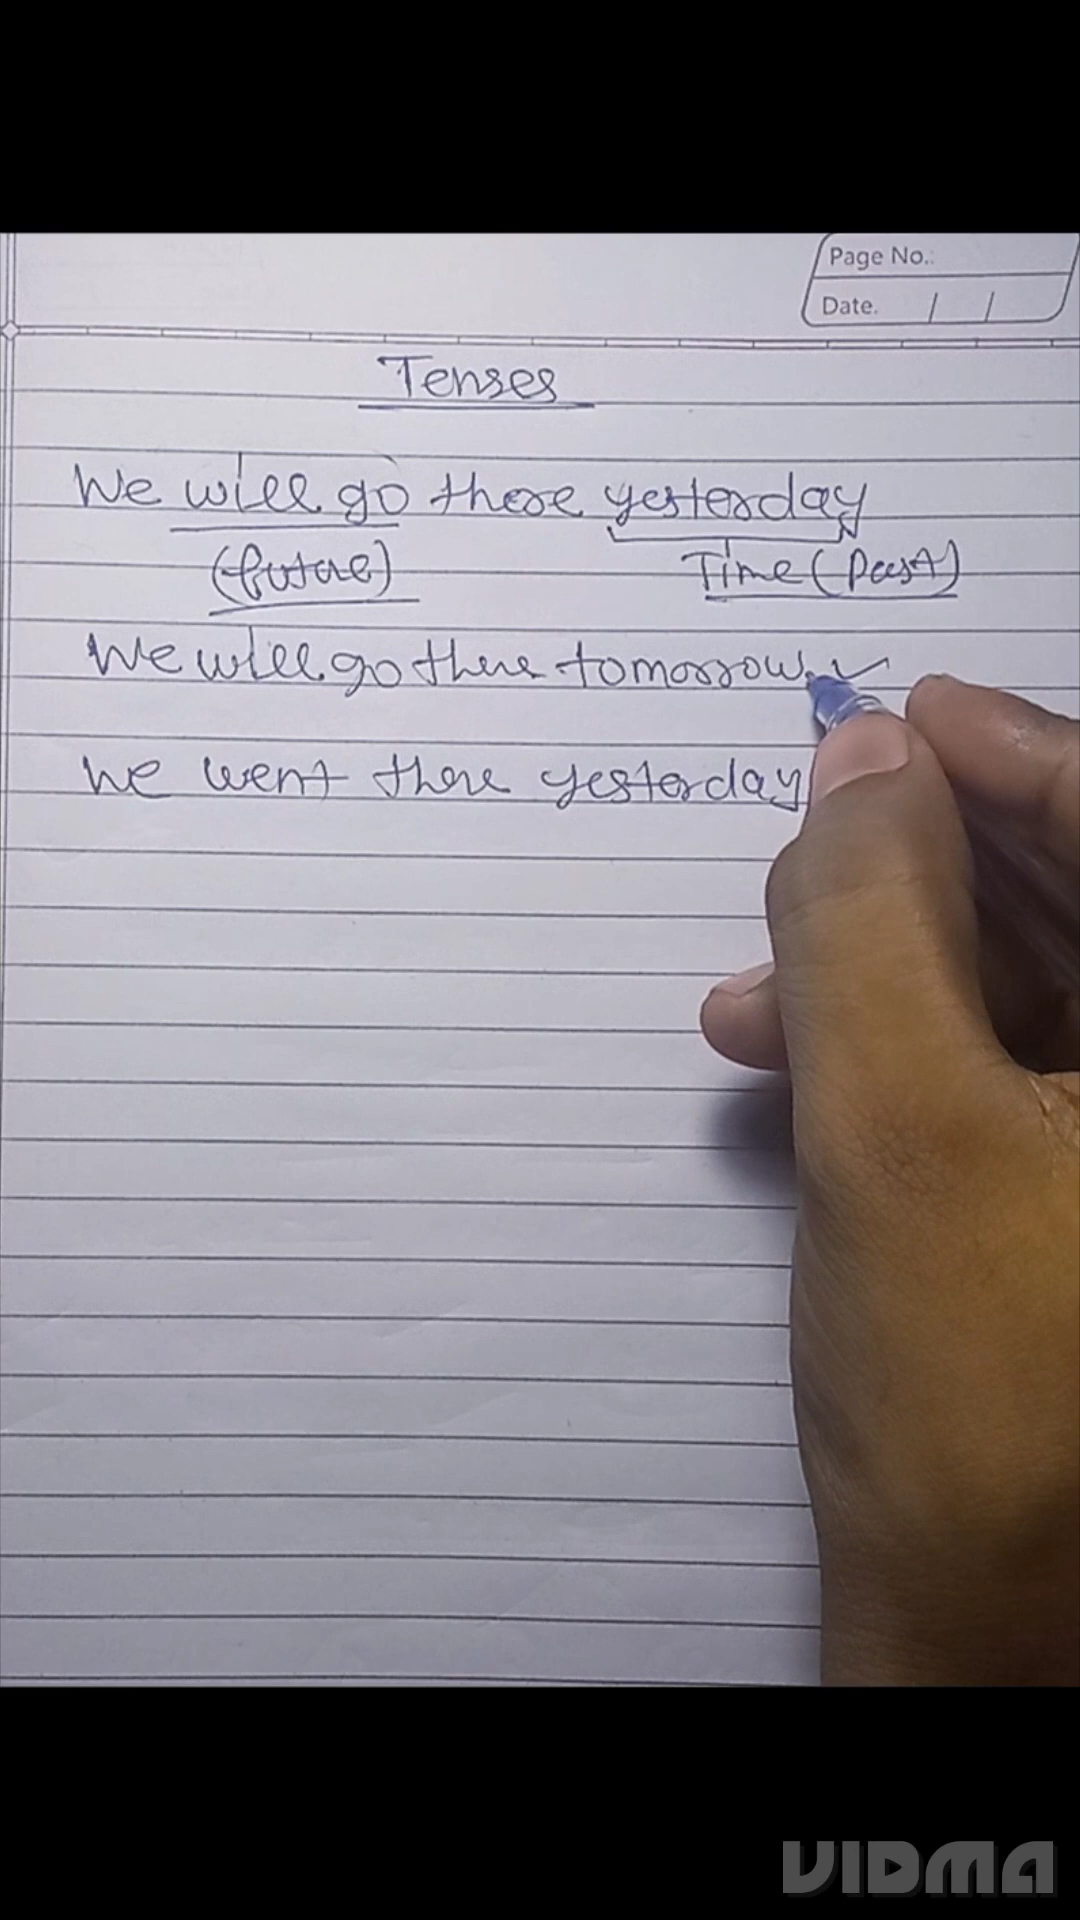 Page No.:
Date. / /
Tenses
We will go there yesterday
(future) Time (Past)
We will go there tomorrow.
We went there yesterday
VIDMA